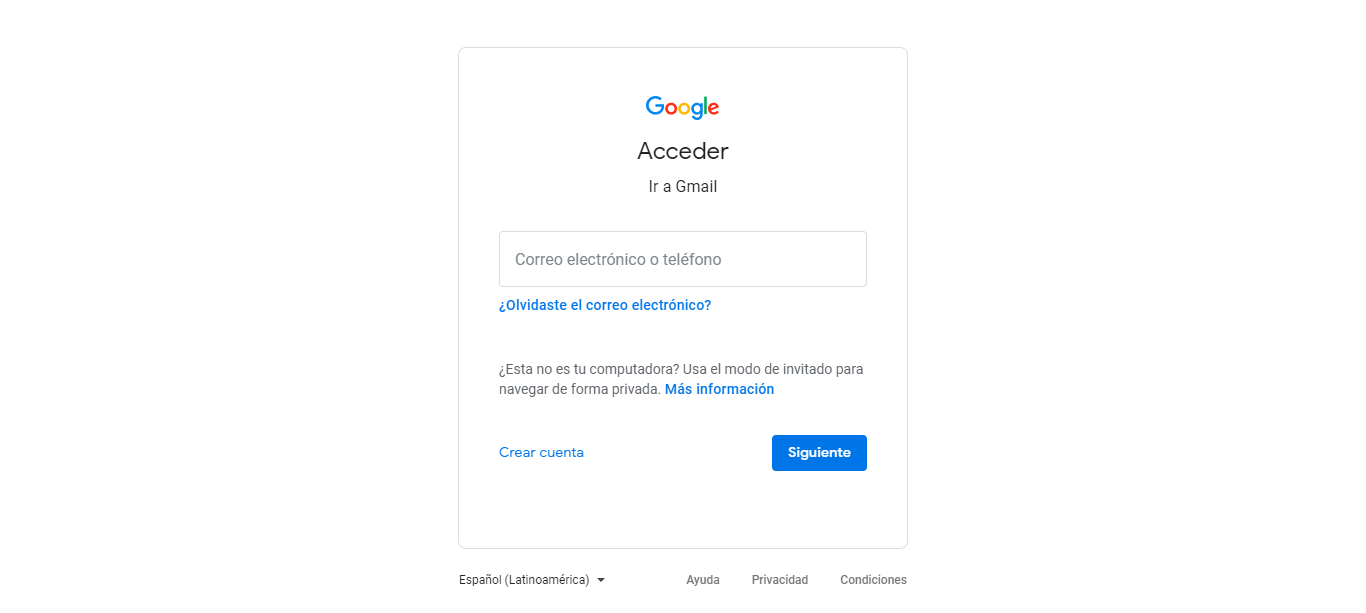 Google
Acceder
Ir a Gmail
Correo electrónico o teléfono
¿Olvidaste el correo electrónico?
¿Esta no es tu computadora? Usa el modo de invitado para
navegar de forma privada. Más información
Crear cuenta
Siguiente
Español (Latinoamérica)
Ayuda
Privacidad
Condiciones